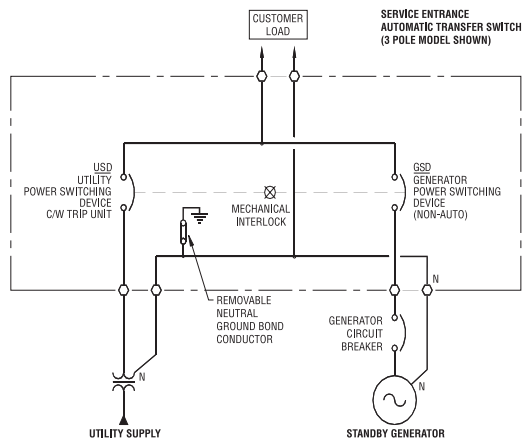 CUSTOMER
LOAD
SERVICE ENTRANCE
AUTOMATIC TRANSFER SWITCH
(3 POLE MODEL SHOWN)
USD
UTILITY
POWER SWITCHING
DEVICE
C/W TRIP UNIT
MECHANICAL
INTERLOCK
GSD
GENERATOR
POWER SWITCHING
DEVICE
(NON-AUTO)
N
REMOVABLE
NEUTRAL
GROUND BOND
CONDUCTOR
GENERATOR
CIRCUIT
BREAKER
N
N
UTILITY SUPPLY
STANDBY GENERATOR